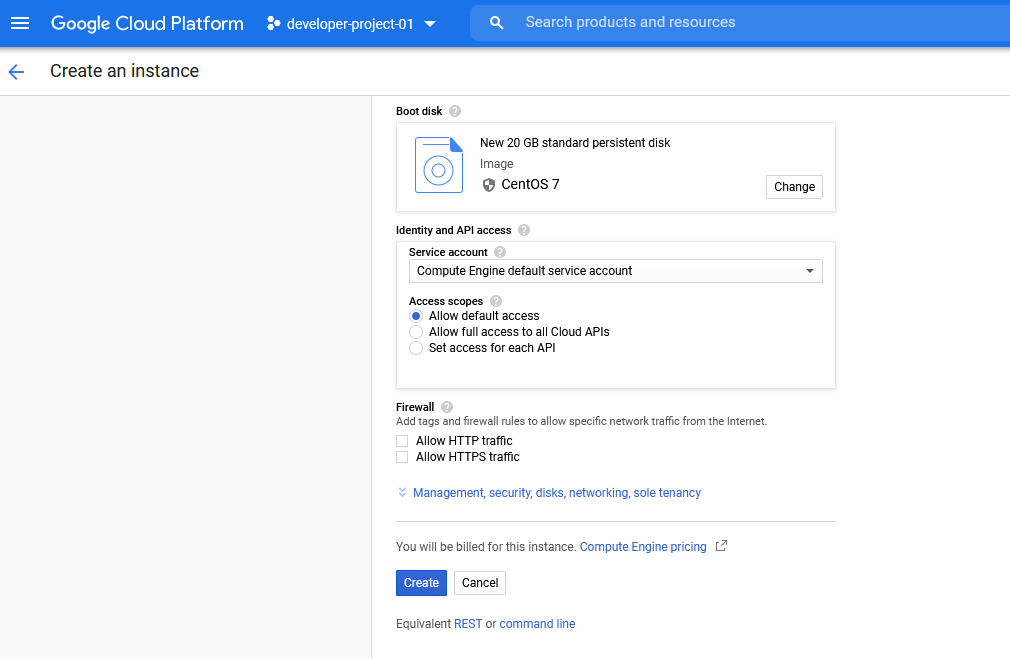 Google Cloud Platform developer-project-01 Search products and resources
Create an instance
Boot disk
New 20 GB standard persistent disk
Image
CentOS 7
Change
Identity and API access
Service account
Compute Engine default service account
Access scopes
Allow default access
Allow full access to all Cloud APIs
Set access for each API
Firewall
Add tags and firewall rules to allow specific network traffic from the Internet.
Allow HTTP traffic
Allow HTTPS traffic
Management, security, disks, networking, sole tenancy
You will be billed for this instance. Compute Engine pricing
Create Cancel
Equivalent REST or command line